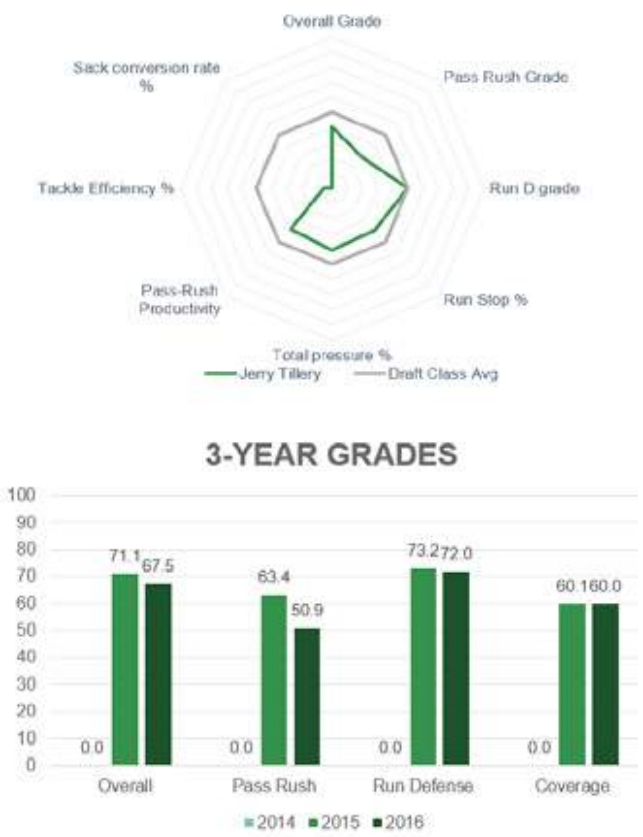 Overall Grade
Sack conversion rate
%
Pass Rush Grade
Tackle Efficiency %
Run D grade
Pass-Rush
Productivity
Run Stop %
Total pressure %
Jerry Tillery Draft Class Avg
3-YEAR GRADES
100
90
80
70
60
50
40
30
20
10
0
0.0 71.1 67.5
0.0 63.4 50.9
0.0 73.2 72.0
0.0 60.1 60.0
Overall Pass Rush Run Defense Coverage
2014 2015 2016